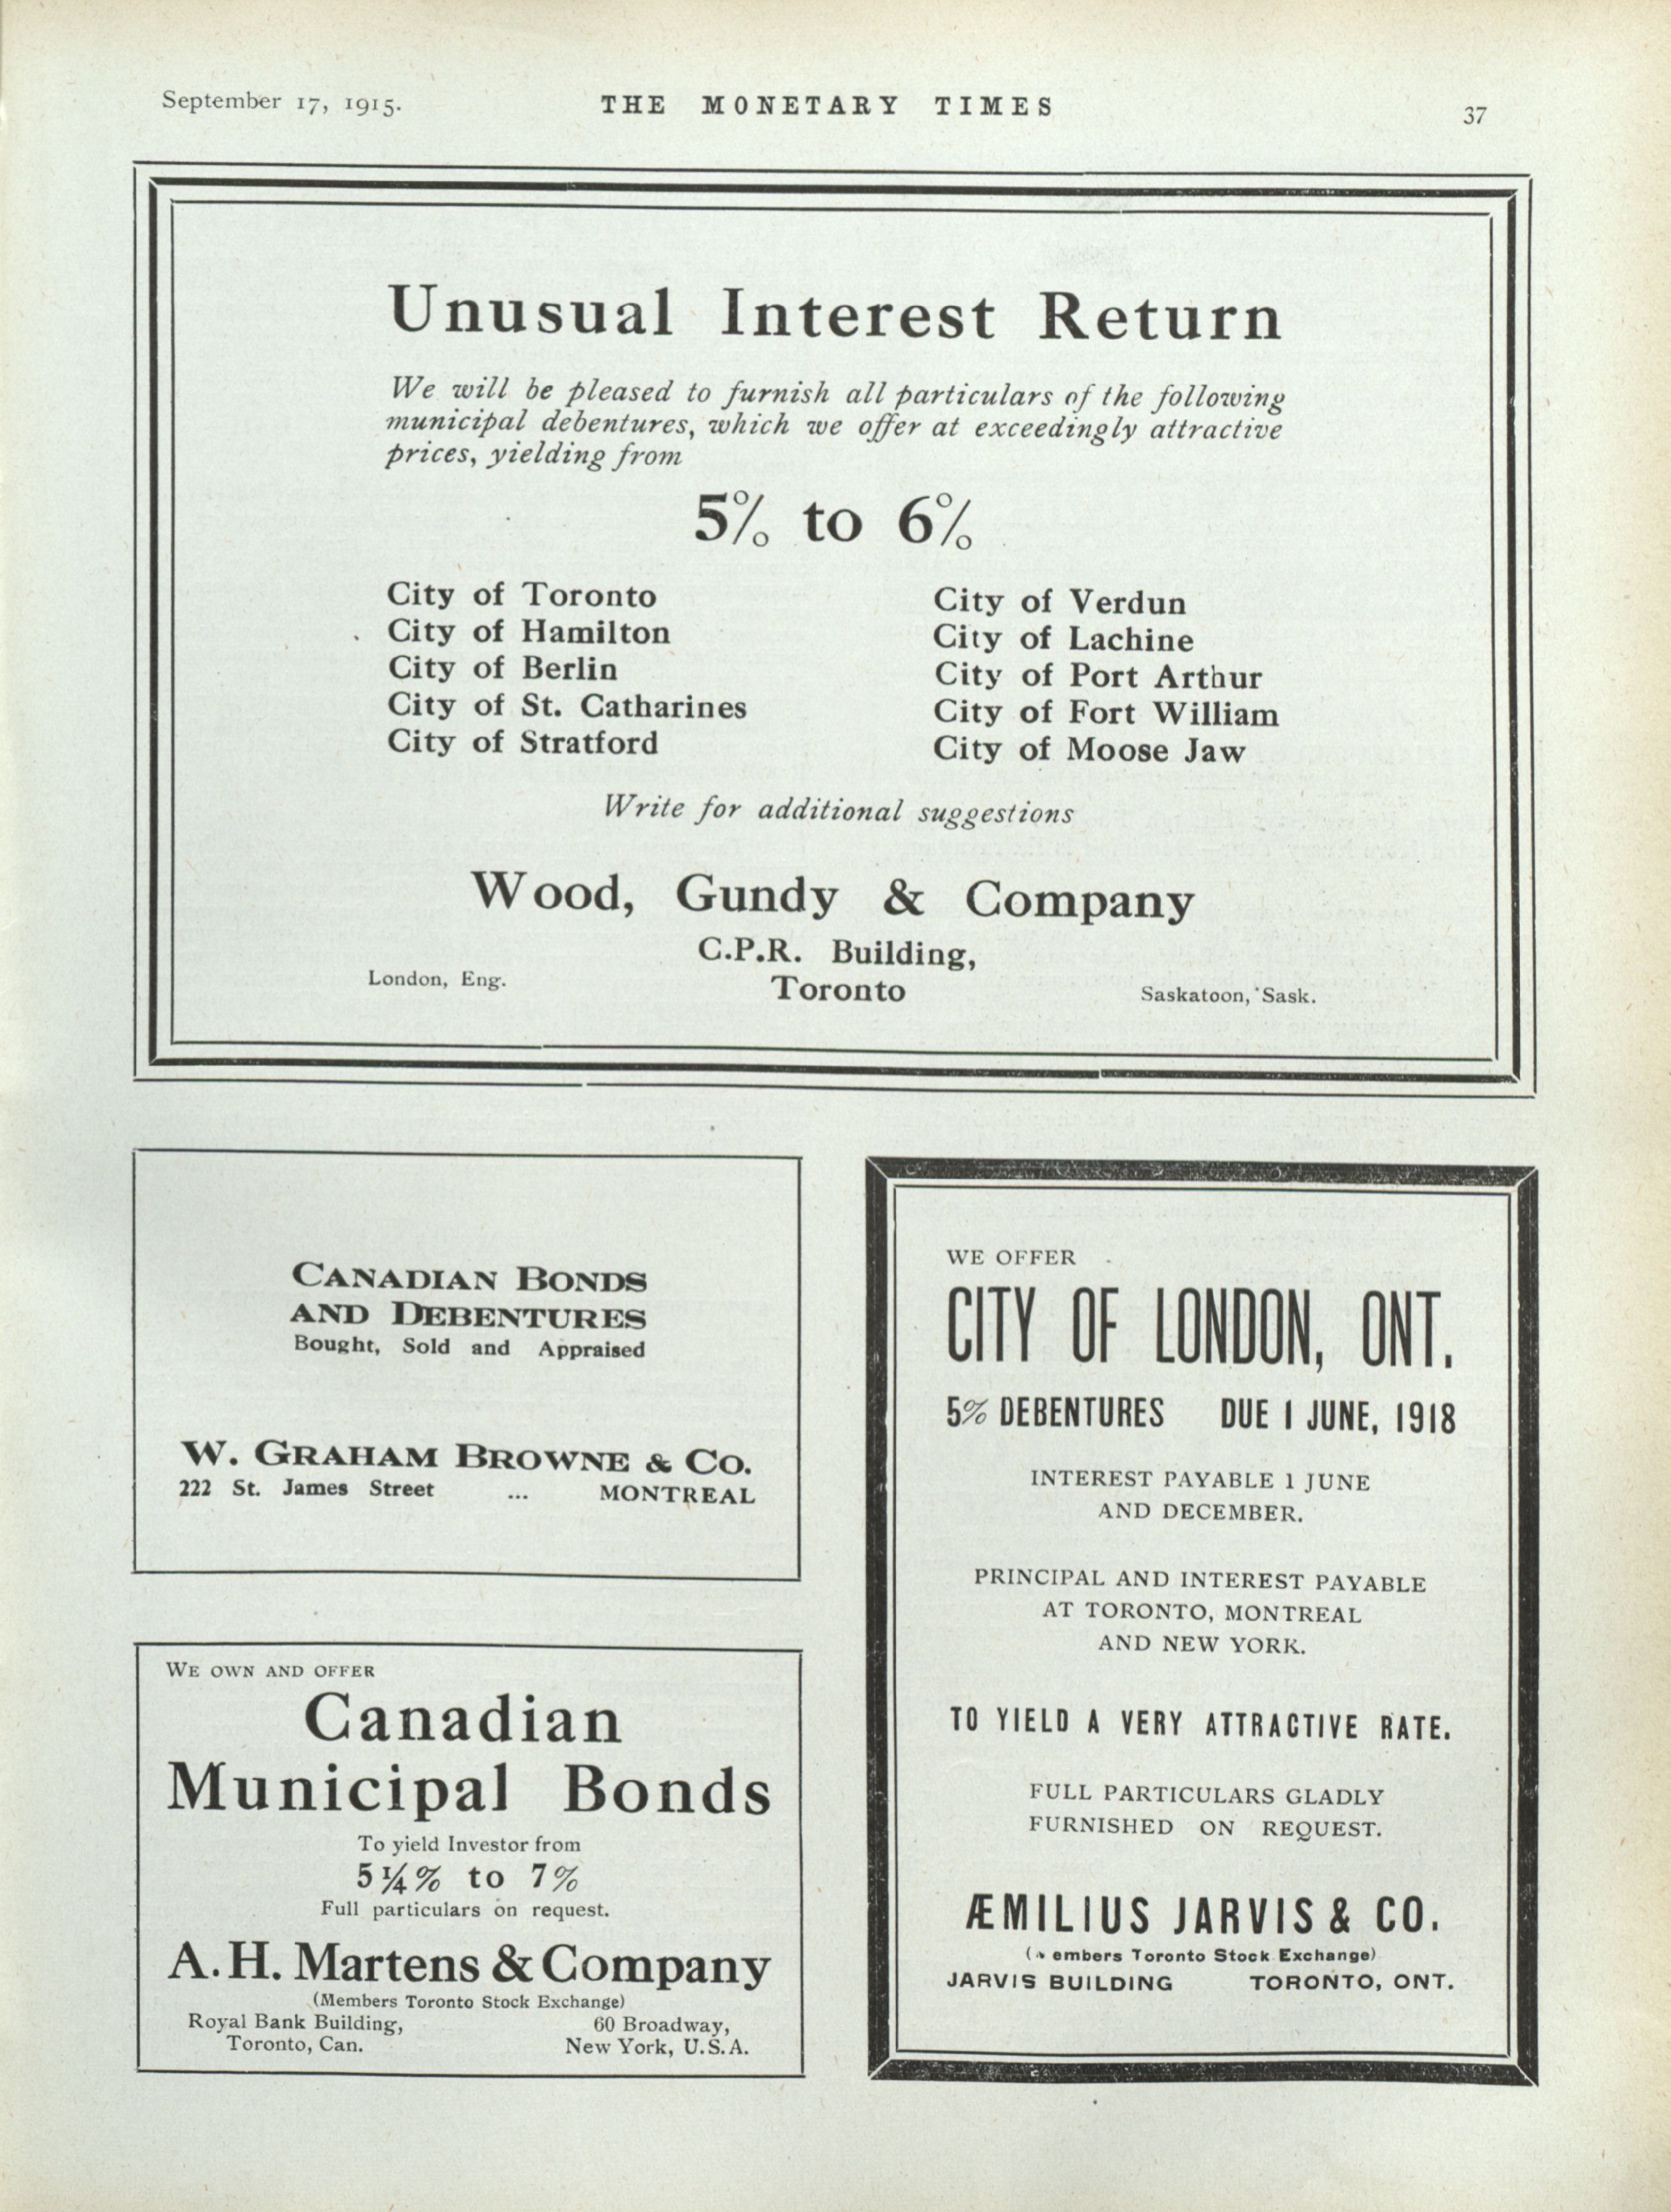 September 17, 1915.
THE MONETARY TIMES
37
Unusual Interest Return
We will be pleased to furnish all particulars of the following
municipal debentures, which we offer at exceedingly attractive
prices, yielding from
5% to 6%
City of Toronto
City of Hamilton
City of Berlin
City of St. Catharines
City of Stratford
City of Verdun
City of Lachine
City of Port Arthur
City of Fort William
City of Moose Jaw
Write for additional suggestions
Wood, Gundy & Company
C.P.R. Building,
Toronto
London, Eng.
Saskatoon, Sask.
CANADIAN BONDS
AND DEBENTURES
Bought, Sold and Appraised
W. GRAHAM BROWNE & CO.
222 St. James Street ... MONTREAL
WE OWN AND OFFER
Canadian
Municipal Bonds
To yield Investor from
5¼% to 7%
Full particulars on request.
A. H. Martens & Company
(Members Toronto Stock Exchange)
Royal Bank Building,
Toronto, Can.
60 Broadway,
New York, U.S.A.
WE OFFER
CITY OF LONDON, ONT.
5% DEBENTURES DUE 1 JUNE, 1918
INTEREST PAYABLE 1 JUNE
AND DECEMBER.
PRINCIPAL AND INTEREST PAYABLE
AT TORONTO, MONTREAL
AND NEW YORK.
TO YIELD A VERY ATTRACTIVE RATE.
FULL PARTICULARS GLADLY
FURNISHED ON REQUEST.
ÆMILIUS JARVIS & CO.
( embers Toronto Stock Exchange)
JARVIS BUILDING TORONTO, ONT.